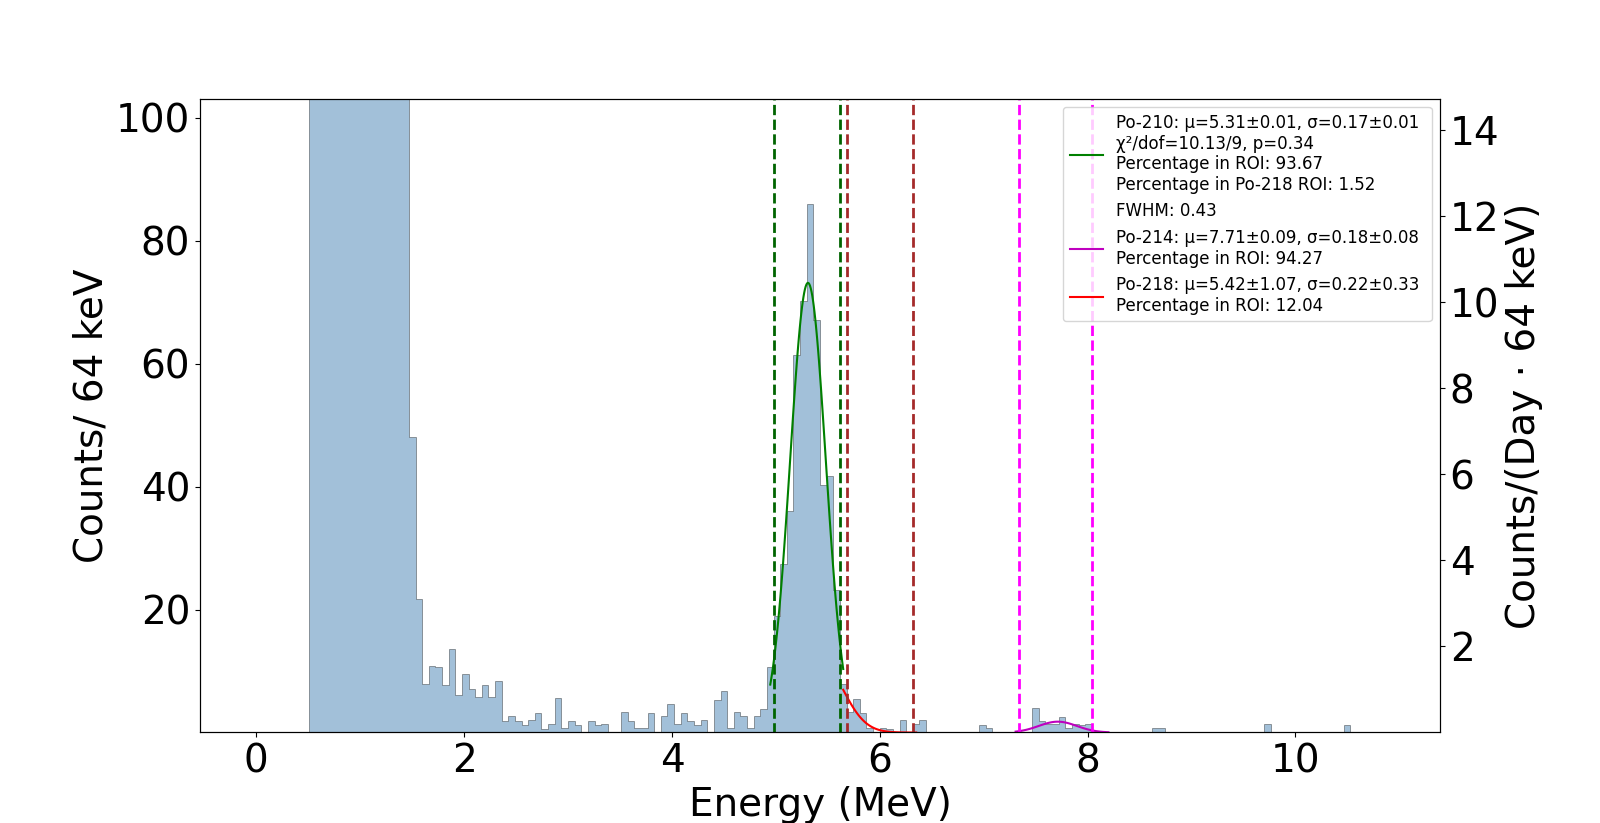 100
80
60
40
20
Counts/ 64 keV
0
2
4
6
8
10
Energy (MeV)
14
12
10
8
6
4
2
Counts/(Day · 64 keV)
Po-210: μ=5.31±0.01, σ=0.17±0.01
χ²/dof=10.13/9, p=0.34
Percentage in ROI: 93.67
Percentage in Po-218 ROI: 1.52
FWHM: 0.43
Po-214: μ=7.71±0.09, σ=0.18±0.08
Percentage in ROI: 94.27
Po-218: μ=5.42±1.07, σ=0.22±0.33
Percentage in ROI: 12.04